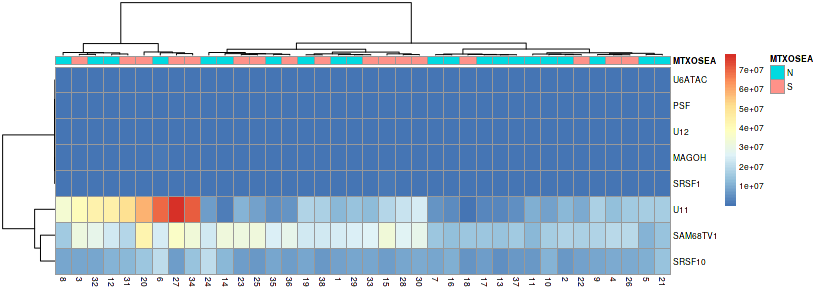 MTXOSEA
U6ATAC
PSF
U12
MAGOH
SRSF1
U11
SAM68TV1
SRSF10
8 3 32 12 31 20 6 27 34 24 14 23 25 35 36 19 38 1 29 33 15 28 30 7 16 18 17 13 37 11 10 2 22 9 4 26 5 21
7e+07
6e+07
5e+07
4e+07
3e+07
2e+07
1e+07
MTXOSEA
N
S